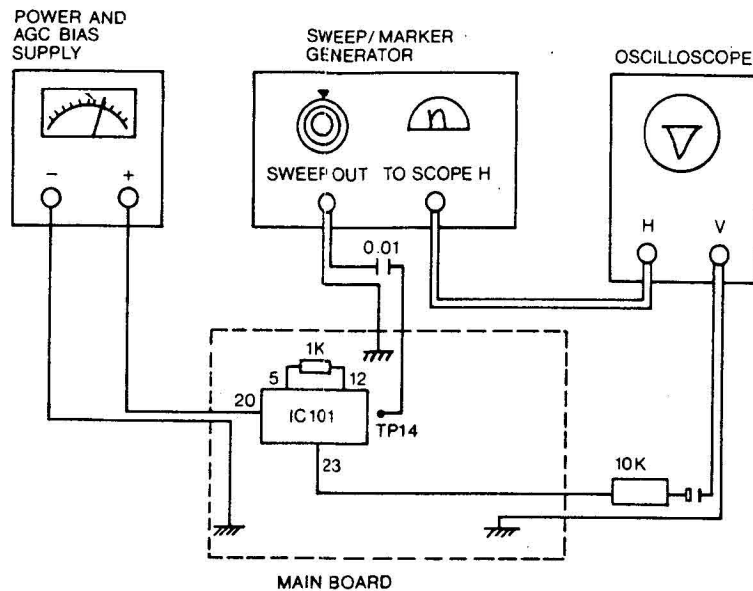 POWER AND
AGC BIAS
SUPPLY
SWEEP/MARKER
GENERATOR
OSCILLOSCOPE
SWEEP OUT
TO SCOPE H
−
+
H
V
0.01
1K
5
12
20
IC101
TP14
23
10K
MAIN BOARD